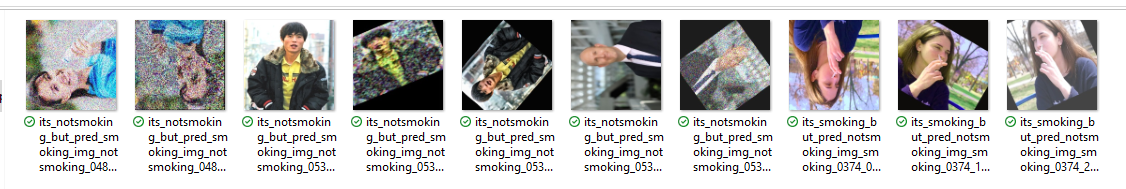 its_notsmokin
g_but_pred_sm
oking_img_not
smoking_048...
its_notsmokin
g_but_pred_sm
oking_img_not
smoking_048...
its_notsmokin
g_but_pred_sm
oking_img_not
smoking_053...
its_notsmokin
g_but_pred_sm
oking_img_not
smoking_053...
its_notsmokin
g_but_pred_sm
oking_img_not
smoking_053...
its_notsmokin
g_but_pred_sm
oking_img_not
smoking_053...
its_notsmokin
g_but_pred_sm
oking_img_not
smoking_053...
its_smoking_b
ut_pred_notsm
oking_img_sm
oking_0374_0...
its_smoking_b
ut_pred_notsm
oking_img_sm
oking_0374_1...
its_smoking_b
ut_pred_notsm
oking_img_sm
oking_0374_2...